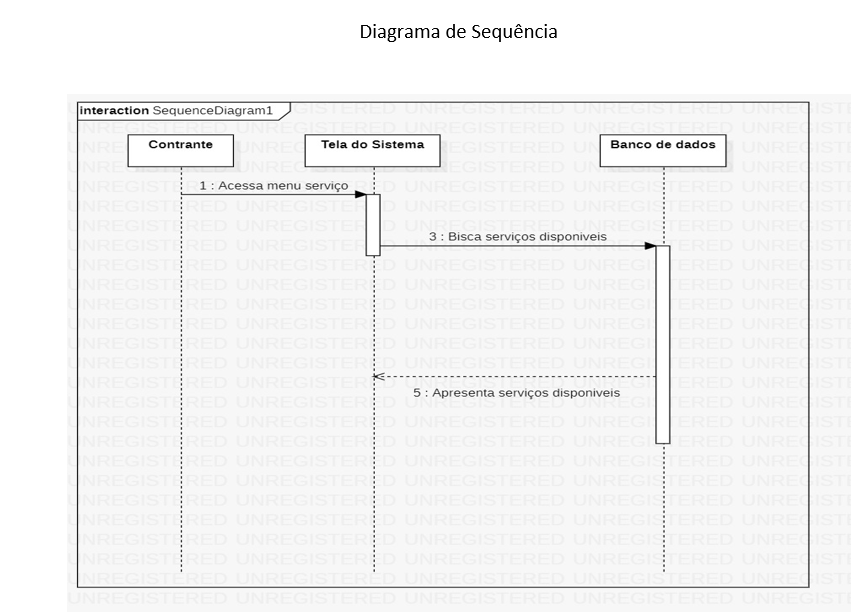 Diagrama de Sequência
interaction SequenceDiagram1
Contrante
Tela do Sistema
Banco de dados
1 : Acessa menu serviço
3 : Bisca serviços disponiveis
5 : Apresenta serviços disponiveis
UNREGISTERED UNREGISTERED UNREGISTERED UNREGISTERED